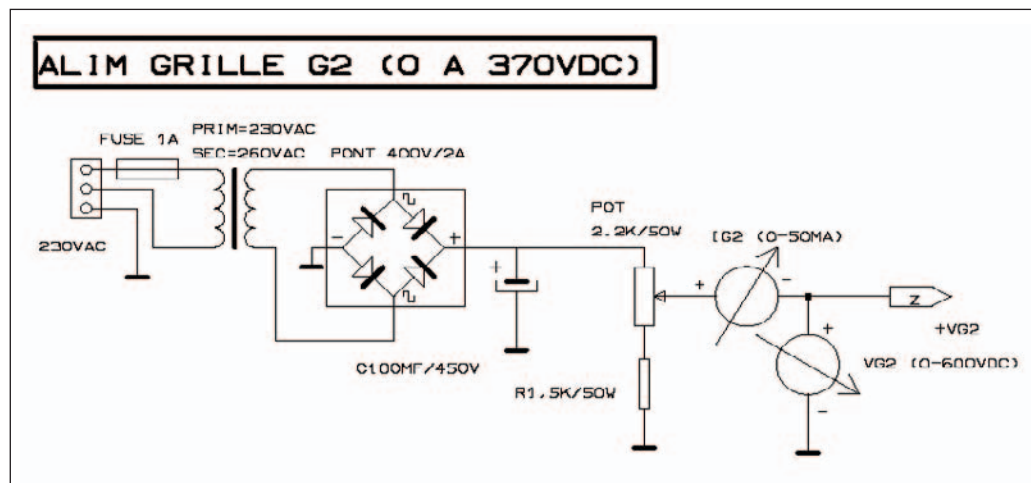 ALIM GRILLE G2 (0 A 370VDC)
FUSE 1A
PRIM=230VAC
SEC=260VAC
PONT 400V/2A
230VAC
POT
2.2K/50W
IG2 (0-50MA)
- +
+
+ -
Z
+VG2
+
VG2 (0-600VDC)
-
C100MF/450V
R1,5K/50W